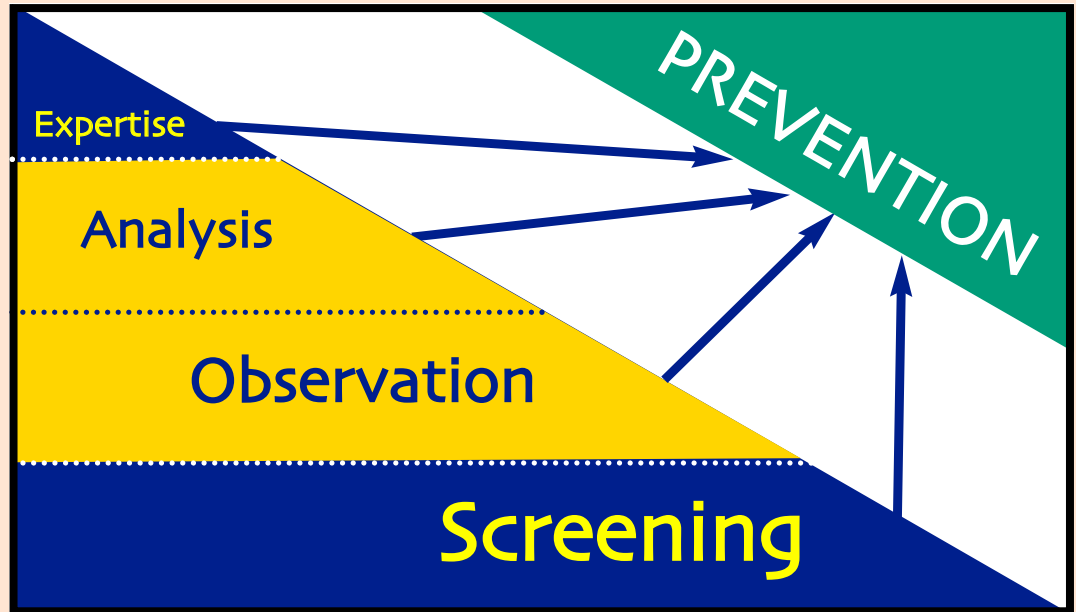 PREVENTION
Expertise
Analysis
Observation
Screening